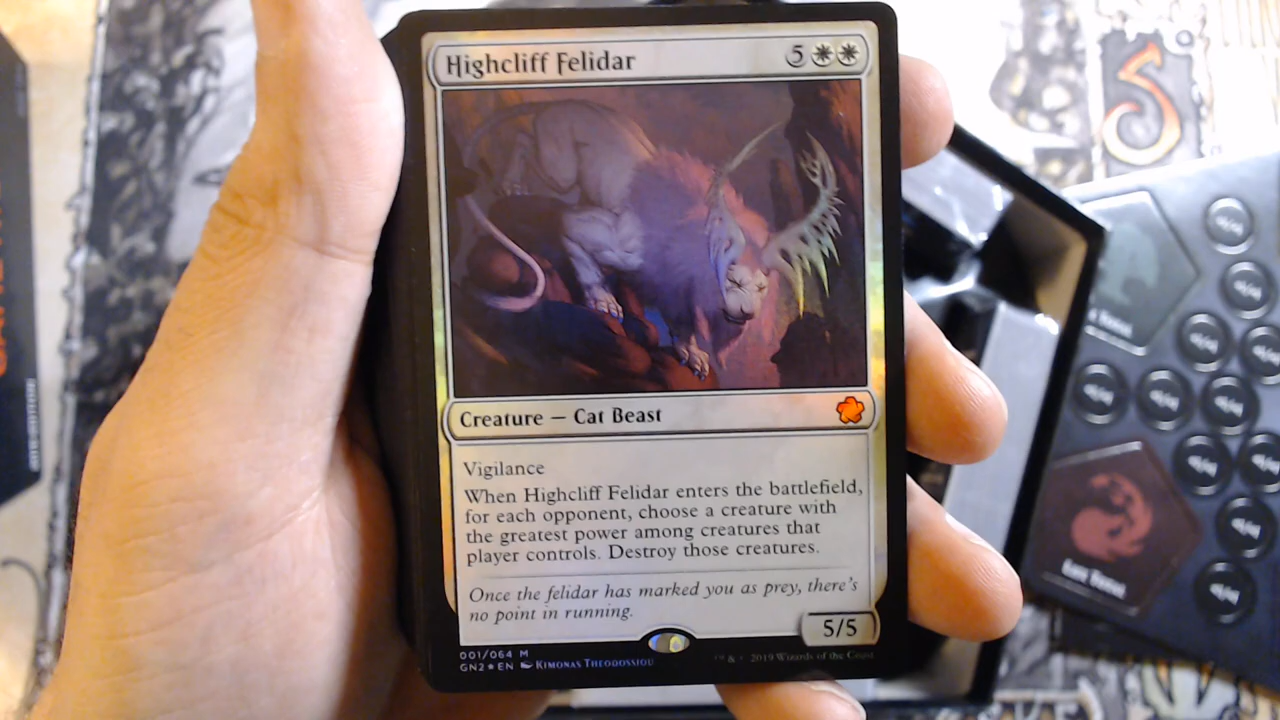 Highcliff Felidar 5
Creature — Cat Beast
Vigilance
When Highcliff Felidar enters the battlefield,
for each opponent, choose a creature with
the greatest power among creatures that
player controls. Destroy those creatures.
Once the felidar has marked you as prey, there's
no point in running.
5/5
001/064 M
GN2★EN Kimonas Theodossiou
& © 2019 Wizards of the Coast